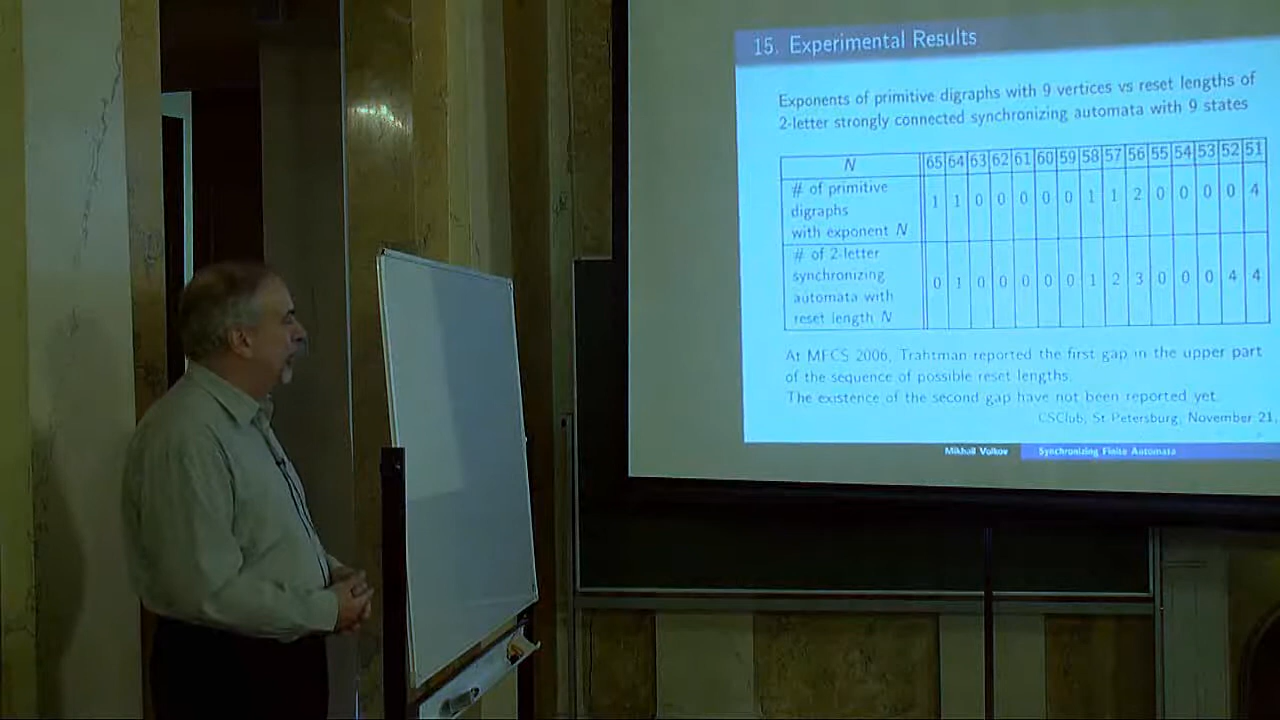 15. Experimental Results
Exponents of primitive digraphs with 9 vertices vs reset lengths of
2-letter strongly connected synchronizing automata with 9 states
N 65 64 63 62 61 60 59 58 57 56 55 54 53 52 51
# of primitive
digraphs
with exponent N
1 1 0 0 0 0 0 1 1 2 0 0 0 0 4
# of 2-letter
synchronizing
automata with
reset length N
0 1 0 0 0 0 0 1 2 3 0 0 0 4 4
At MFCS 2006, Trahtman reported the first gap in the upper part
of the sequence of possible reset lengths.
The existence of the second gap have not been reported yet.
CSClub, St.Petersburg, November 21,
Mikhail Volkov Synchronizing Finite Automata